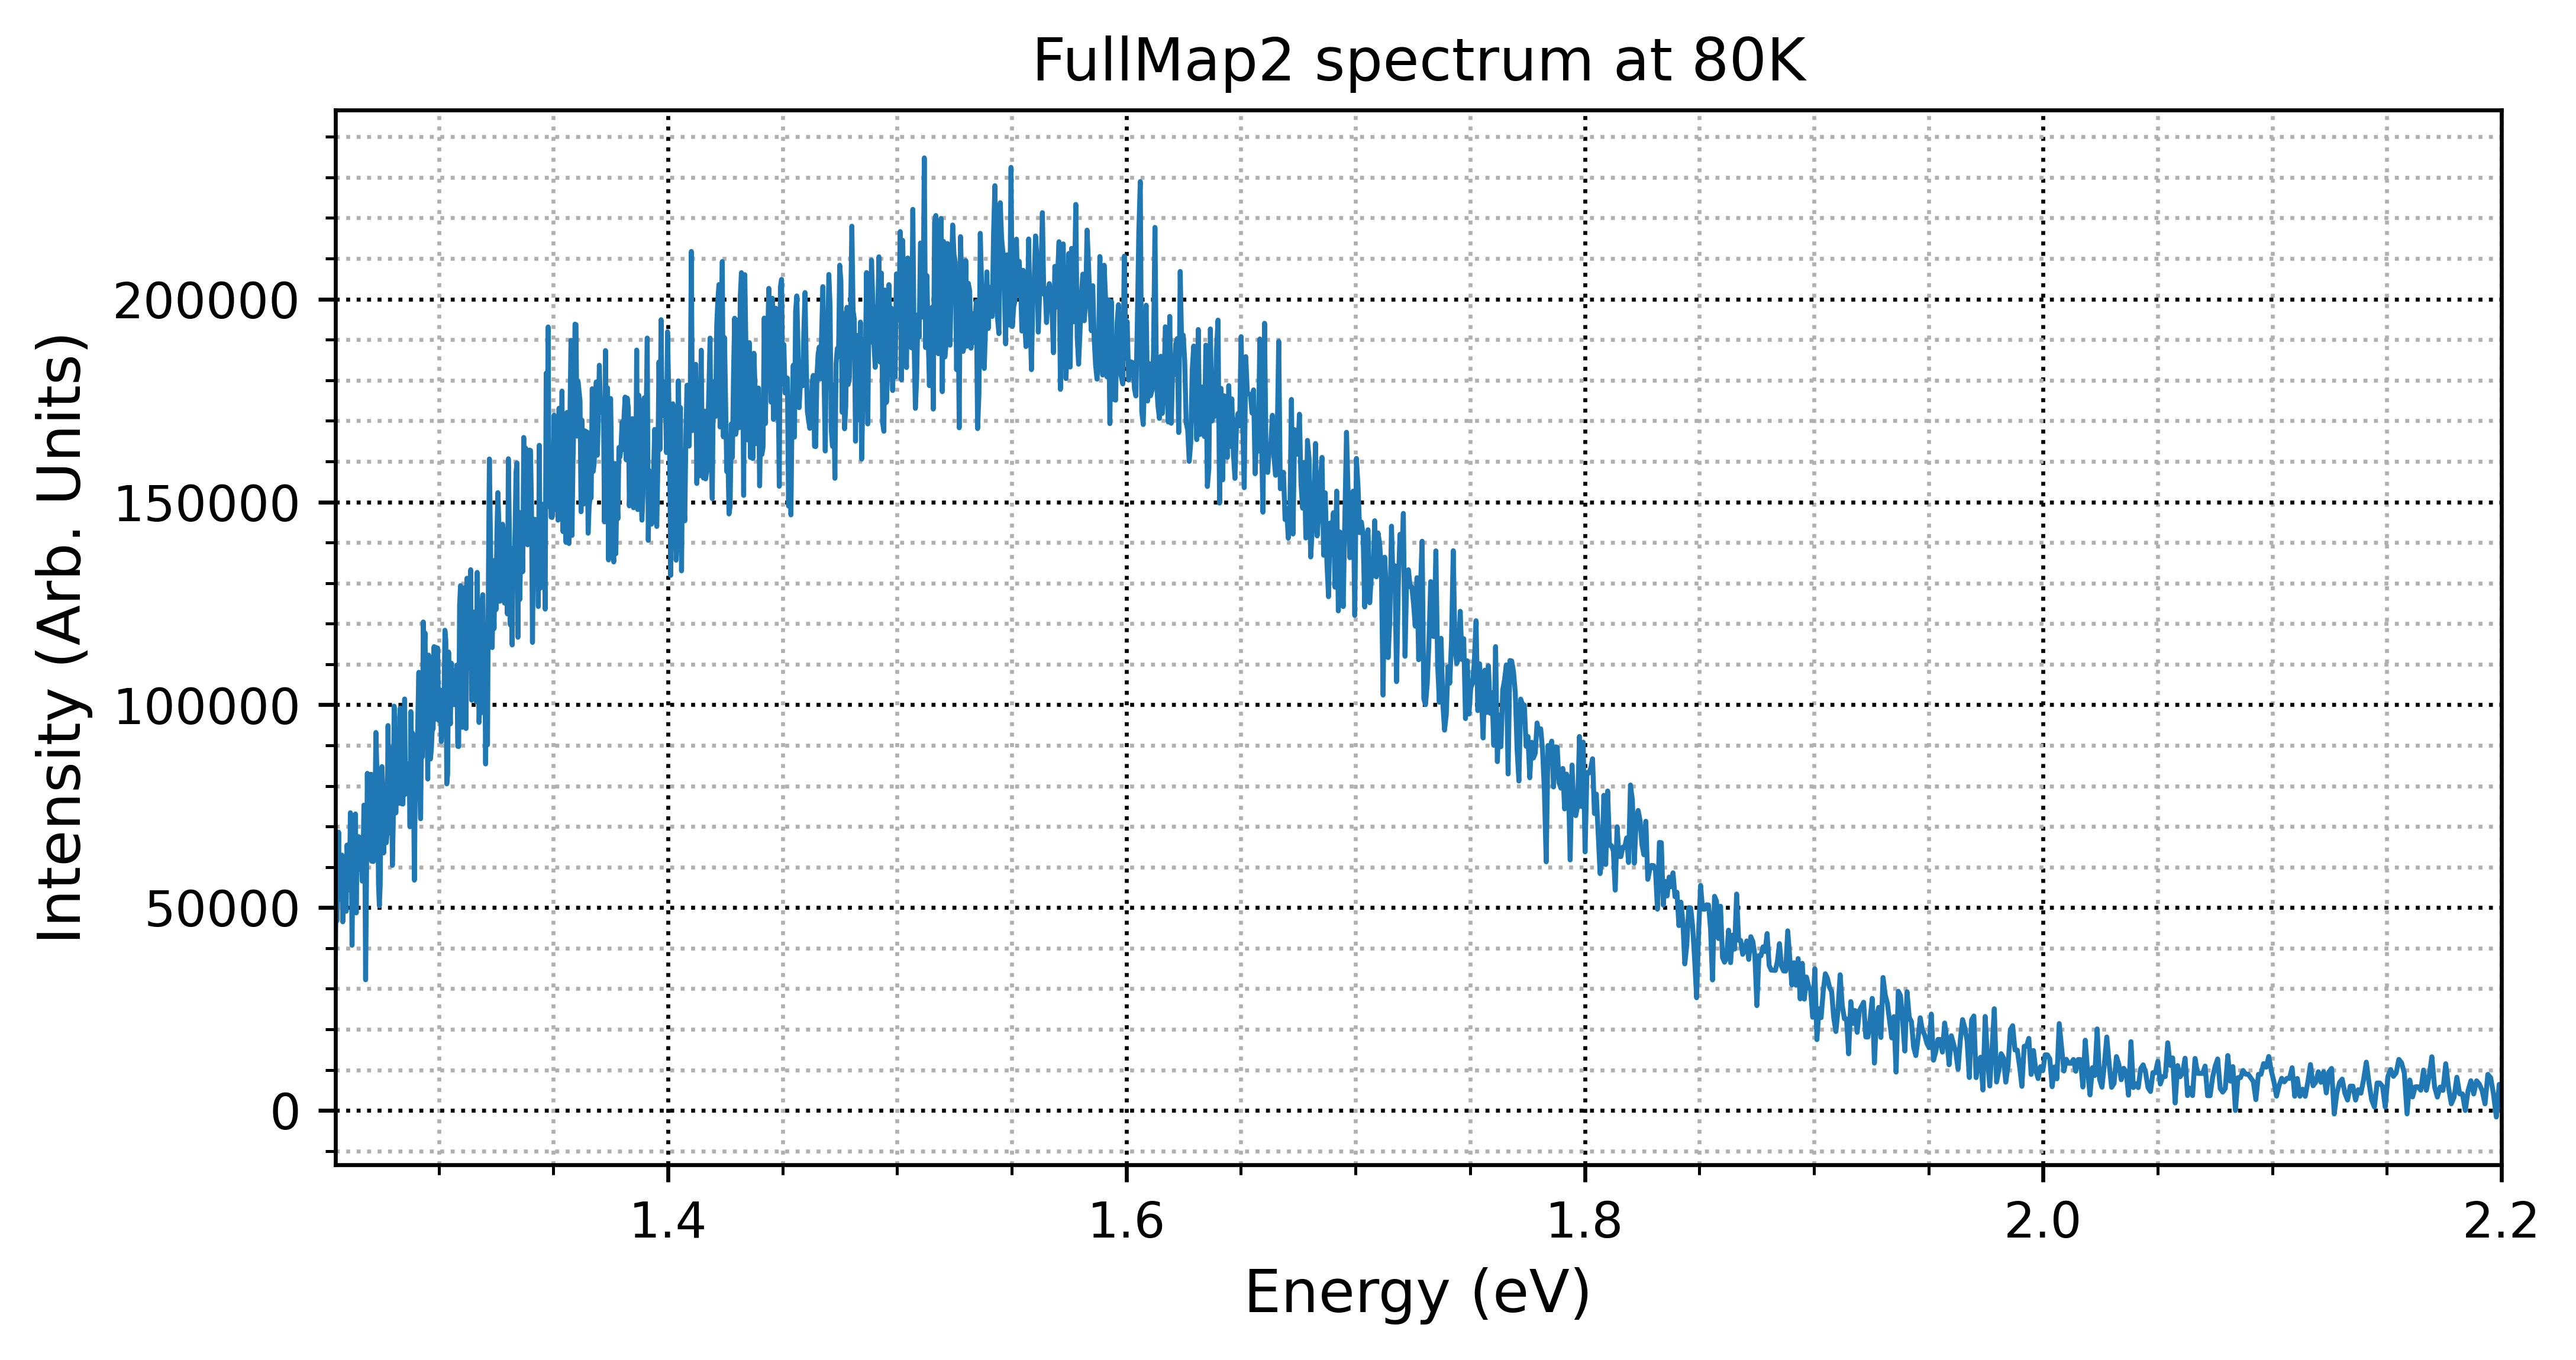 FullMap2 spectrum at 80K
Intensity (Arb. Units)
200000
150000
100000
50000
0
1.4 1.6 1.8 2.0 2.2
Energy (eV)